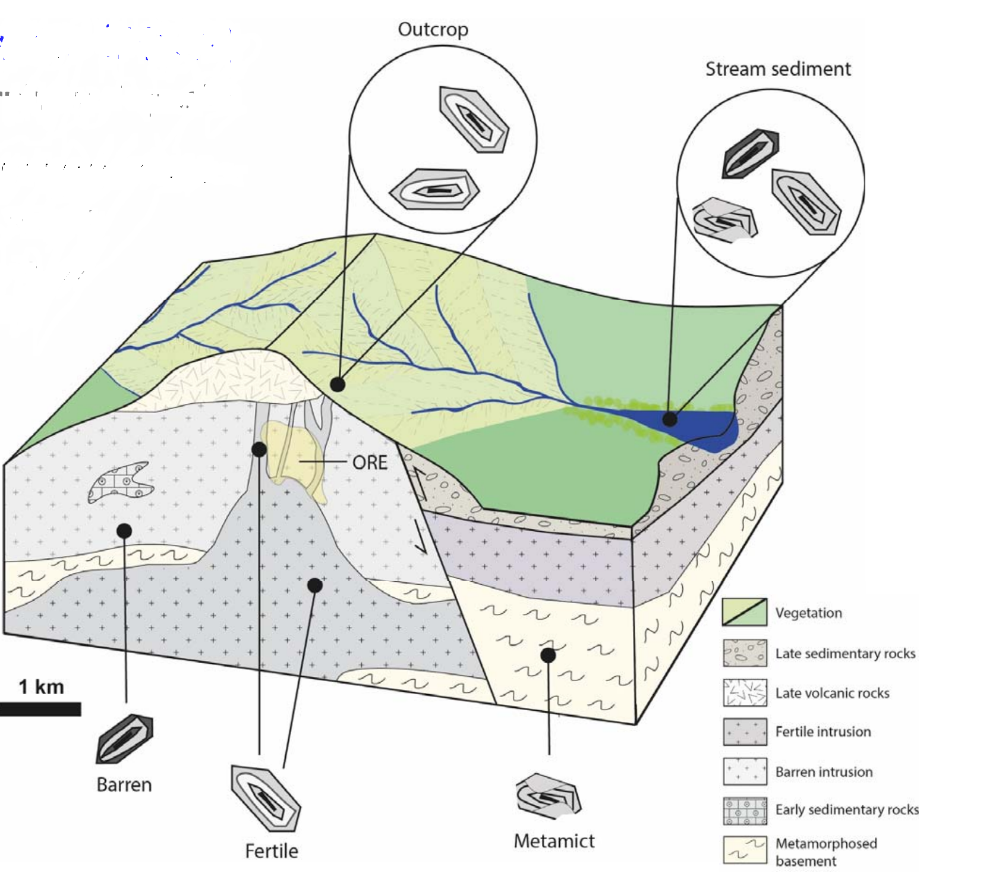 Outcrop
Stream sediment
ORE
1 km
Barren
Fertile
Metamict
Vegetation
Late sedimentary rocks
Late volcanic rocks
Fertile intrusion
Barren intrusion
Early sedimentary rocks
Metamorphosed
basement